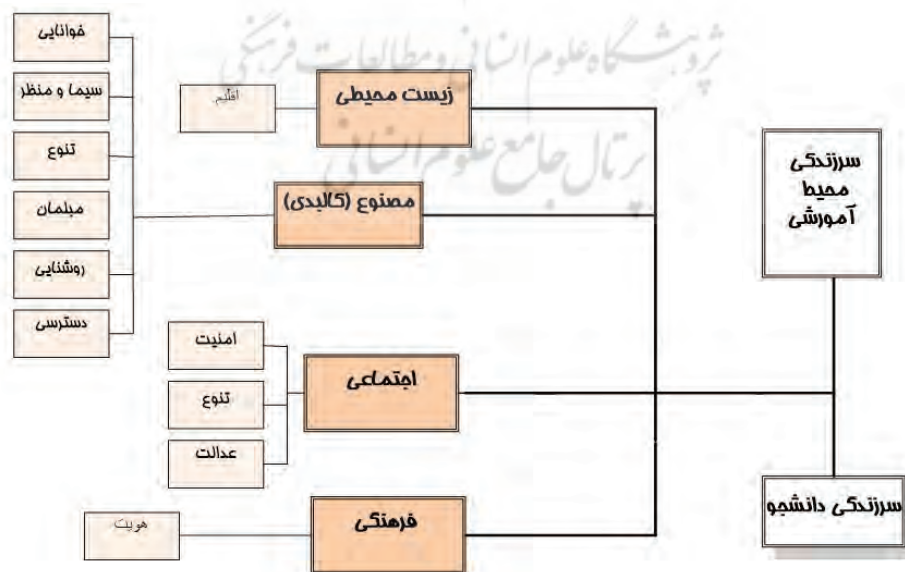 پژوهشگاه علوم انسانی و مطالعات فرهنگی
پرتال جامع علوم انسانی
سرزندگی
محیط
آموزشی
سرزندگی دانشجو
زیست محیطی
اقلیم
مصنوع (کالبدی)
خوانایی
سیما و منظر
تنوع
مبلمان
روشنایی
دسترسی
اجتماعی
امنیت
تنوع
عدالت
فرهنگی
هویت